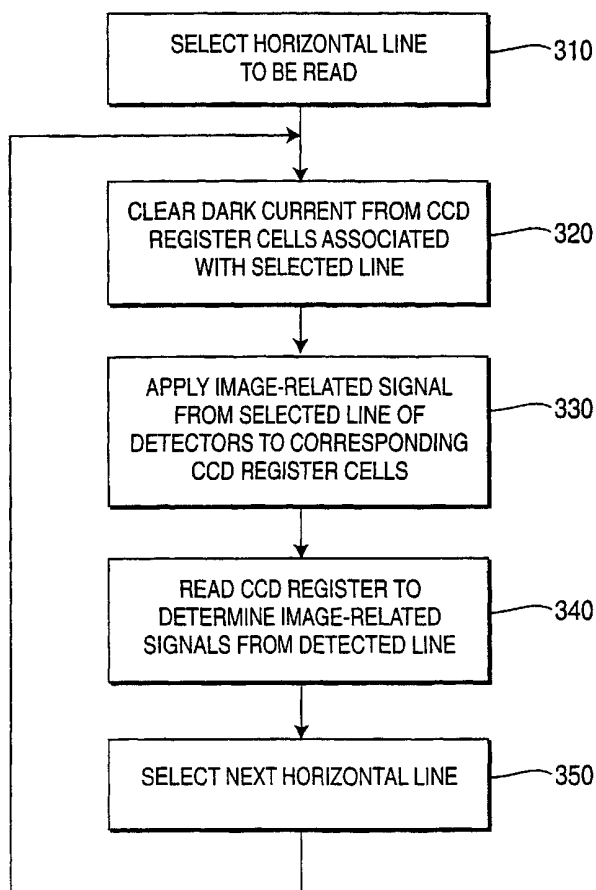 SELECT HORIZONTAL LINE
TO BE READ
310
CLEAR DARK CURRENT FROM CCD
REGISTER CELLS ASSOCIATED
WITH SELECTED LINE
320
APPLY IMAGE-RELATED SIGNAL
FROM SELECTED LINE OF
DETECTORS TO CORRESPONDING
CCD REGISTER CELLS
330
READ CCD REGISTER TO
DETERMINE IMAGE-RELATED
SIGNALS FROM DETECTED LINE
340
SELECT NEXT HORIZONTAL LINE
350